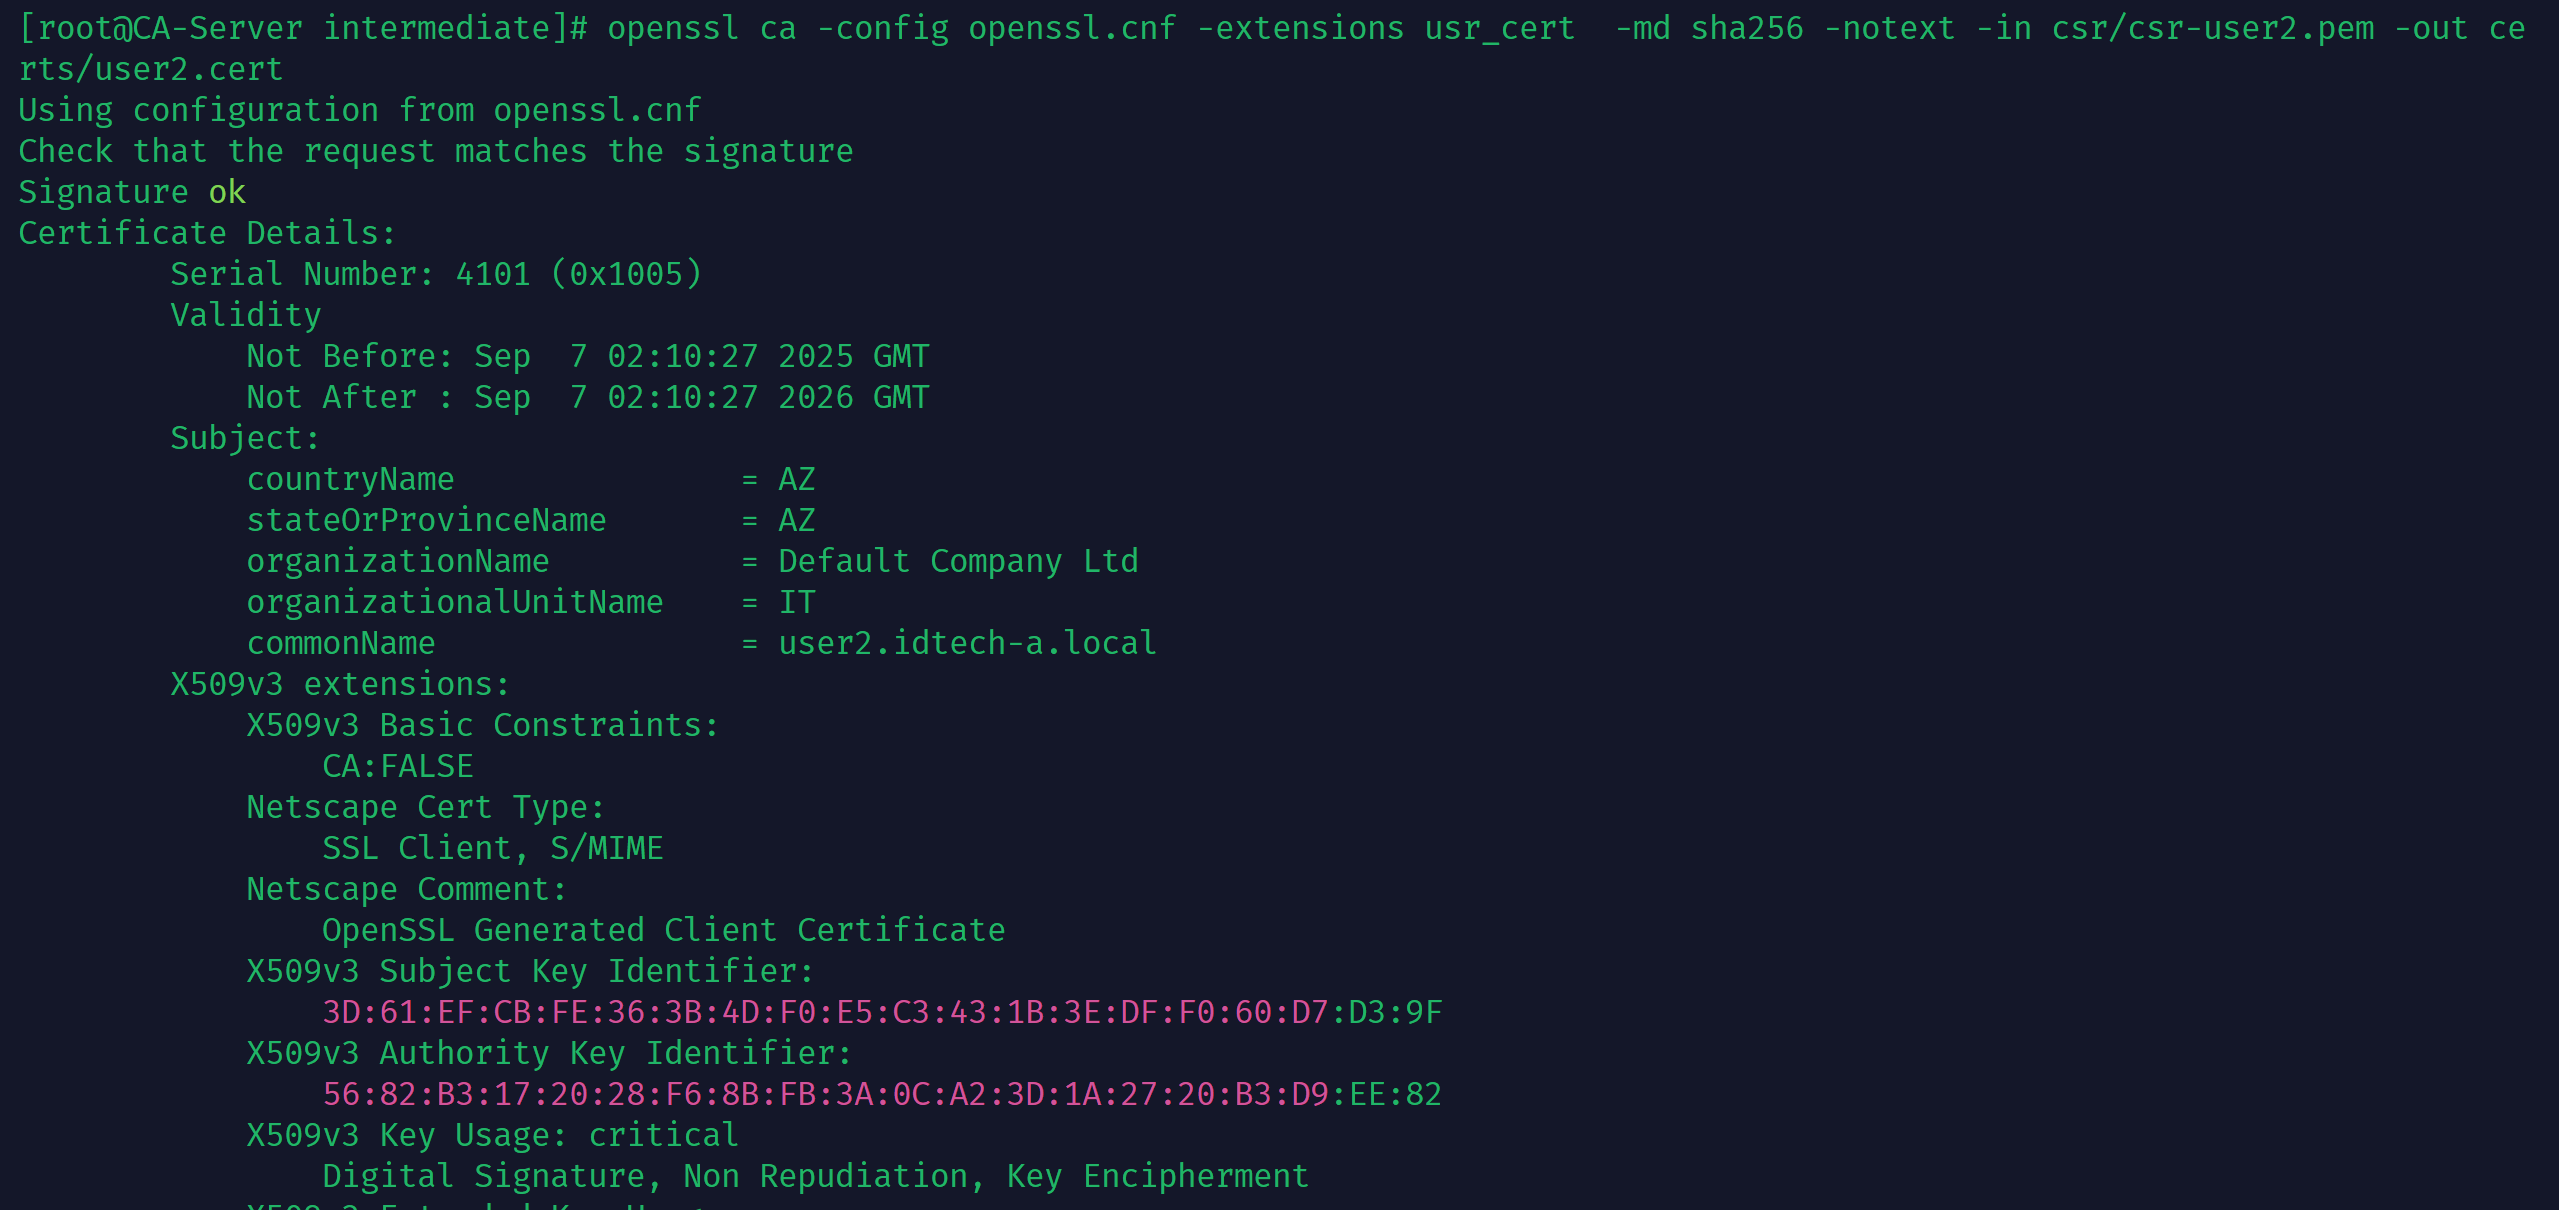 [root@CA-Server intermediate]# openssl ca -config openssl.cnf -extensions usr_cert  -md sha256 -notext -in csr/csr-user2.pem -out ce
rts/user2.cert
Using configuration from openssl.cnf
Check that the request matches the signature
Signature ok
Certificate Details:
        Serial Number: 4101 (0x1005)
        Validity
            Not Before: Sep  7 02:10:27 2025 GMT
            Not After : Sep  7 02:10:27 2026 GMT
        Subject:
            countryName               = AZ
            stateOrProvinceName       = AZ
            organizationName          = Default Company Ltd
            organizationalUnitName    = IT
            commonName                = user2.idtech-a.local
        X509v3 extensions:
            X509v3 Basic Constraints:
                CA:FALSE
            Netscape Cert Type:
                SSL Client, S/MIME
            Netscape Comment:
                OpenSSL Generated Client Certificate
            X509v3 Subject Key Identifier:
                3D:61:EF:CB:FE:36:3B:4D:F0:E5:C3:43:1B:3E:DF:F0:60:D7:D3:9F
            X509v3 Authority Key Identifier:
                56:82:B3:17:20:28:F6:8B:FB:3A:0C:A2:3D:1A:27:20:B3:D9:EE:82
            X509v3 Key Usage: critical
                Digital Signature, Non Repudiation, Key Encipherment